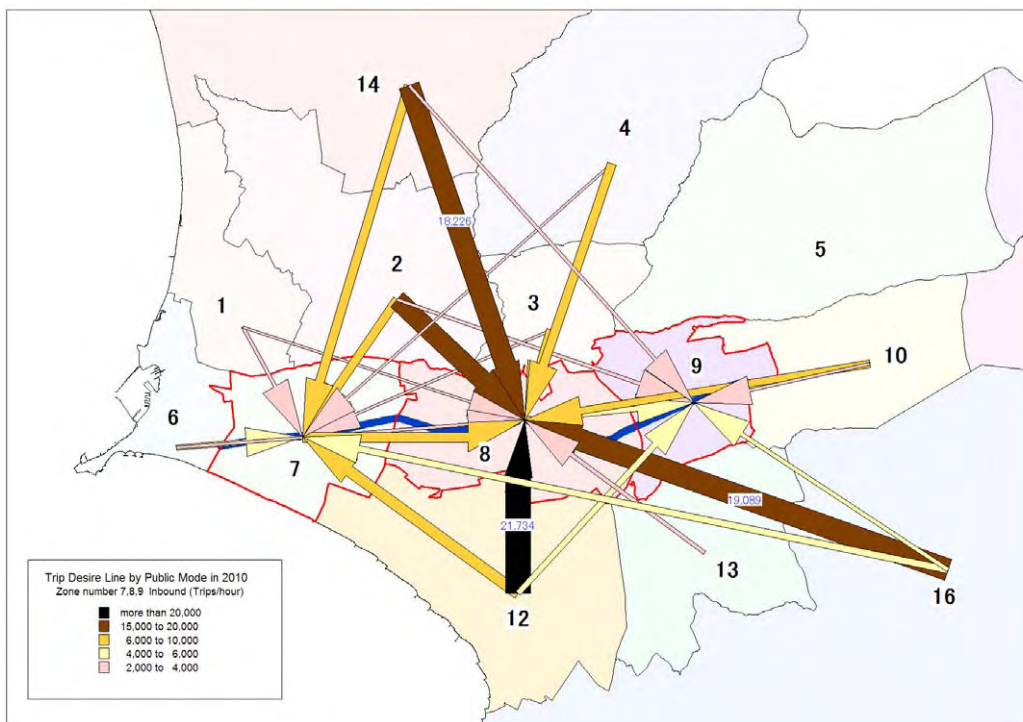 14
4
18.226
5
2
1
3
9
10
6
7
8
19.089
21.734
13
16
12
Trip Desire Line by Public Mode in 2010
Zone number 7,8,9 Inbound (Trips/hour)
more than 20,000
15,000 to 20,000
6,000 to 10,000
4,000 to 6,000
2,000 to 4,000